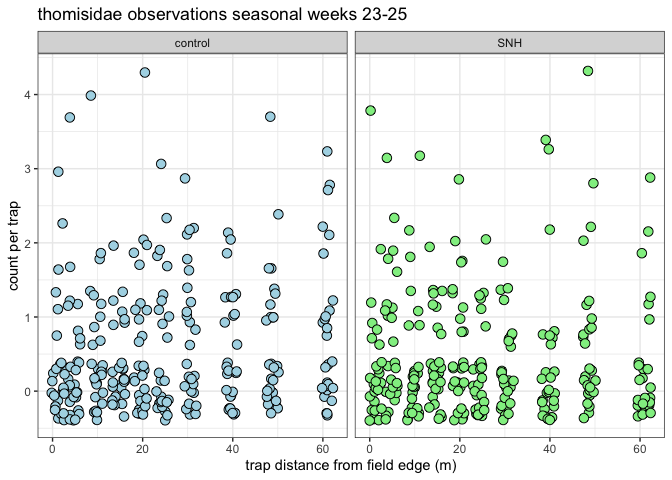 thomisidae observations seasonal weeks 23-25
control SNH
count per trap
4
3
2
1
0
0 20 40 60 0 20 40 60
trap distance from field edge (m)